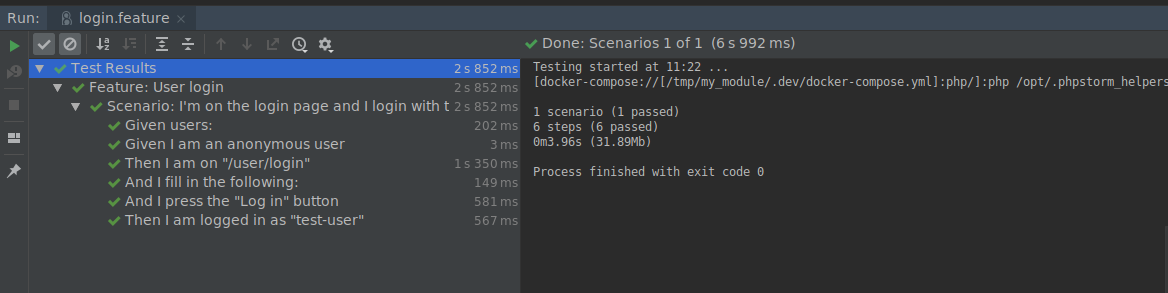 Run: login.feature ×
Done: Scenarios 1 of 1 (6 s 992 ms)
Test Results 2 s 852 ms
Feature: User login 2 s 852 ms
Scenario: I'm on the login page and I login with t 2 s 852 ms
Given users: 202 ms
Given I am an anonymous user 3 ms
Then I am on "/user/login" 1 s 350 ms
And I fill in the following: 149 ms
And I press the "Log in" button 581 ms
Then I am logged in as "test-user" 567 ms
Testing started at 11:22 ...
[docker-compose://[/tmp/my_module/.dev/docker-compose.yml]:php/]:php /opt/.phpstorm_helpers
1 scenario (1 passed)
6 steps (6 passed)
0m3.96s (31.89Mb)
Process finished with exit code 0